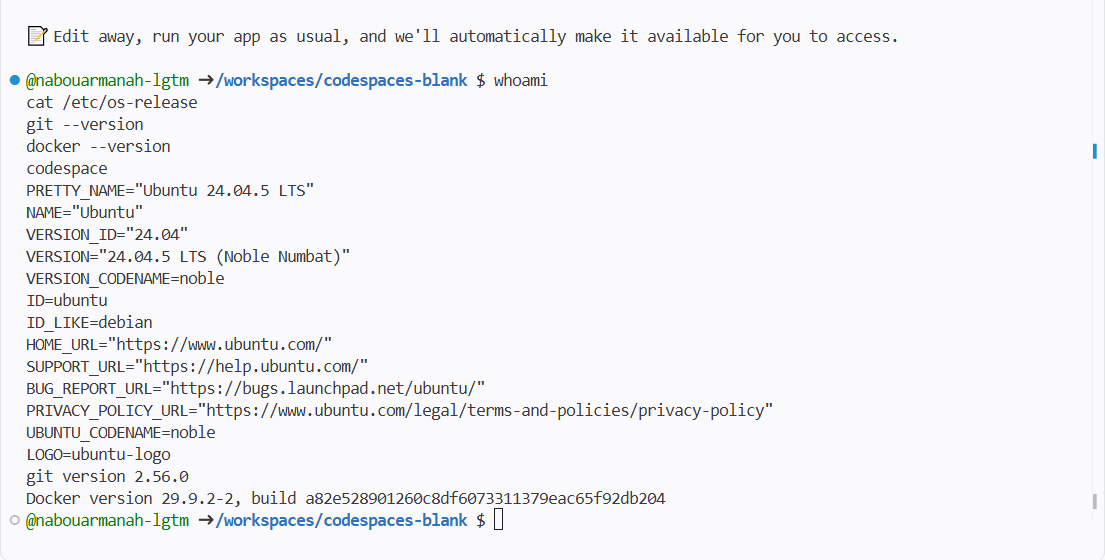 📝 Edit away, run your app as usual, and we'll automatically make it available for you to access.
@nabouarmanah-lgtm ➜/workspaces/codespaces-blank $ whoami
cat /etc/os-release
git --version
docker --version
codespace
PRETTY_NAME="Ubuntu 24.04.5 LTS"
NAME="Ubuntu"
VERSION_ID="24.04"
VERSION="24.04.5 LTS (Noble Numbat)"
VERSION_CODENAME=noble
ID=ubuntu
ID_LIKE=debian
HOME_URL="https://www.ubuntu.com/"
SUPPORT_URL="https://help.ubuntu.com/"
BUG_REPORT_URL="https://bugs.launchpad.net/ubuntu/"
PRIVACY_POLICY_URL="https://www.ubuntu.com/legal/terms-and-policies/privacy-policy"
UBUNTU_CODENAME=noble
LOGO=ubuntu-logo
git version 2.56.0
Docker version 29.9.2-2, build a82e528901260c8df6073311379eac65f92db204
@nabouarmanah-lgtm ➜/workspaces/codespaces-blank $